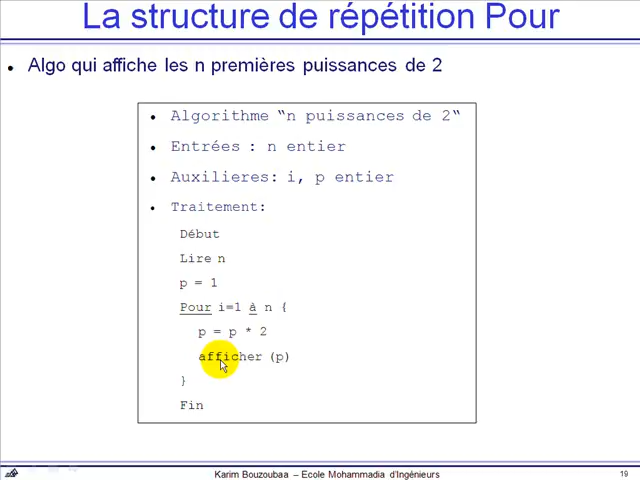 La structure de répétition Pour
• Algo qui affiche les n premières puissances de 2
• Algorithme "n puissances de 2"
• Entrées : n entier
• Auxilieres: i, p entier
• Traitement:
Début
Lire n
p = 1
Pour i=1 à n {
p = p * 2
afficher (p)
}
Fin
Karim Bouzoubaa – Ecole Mohammadia d'Ingénieurs
19